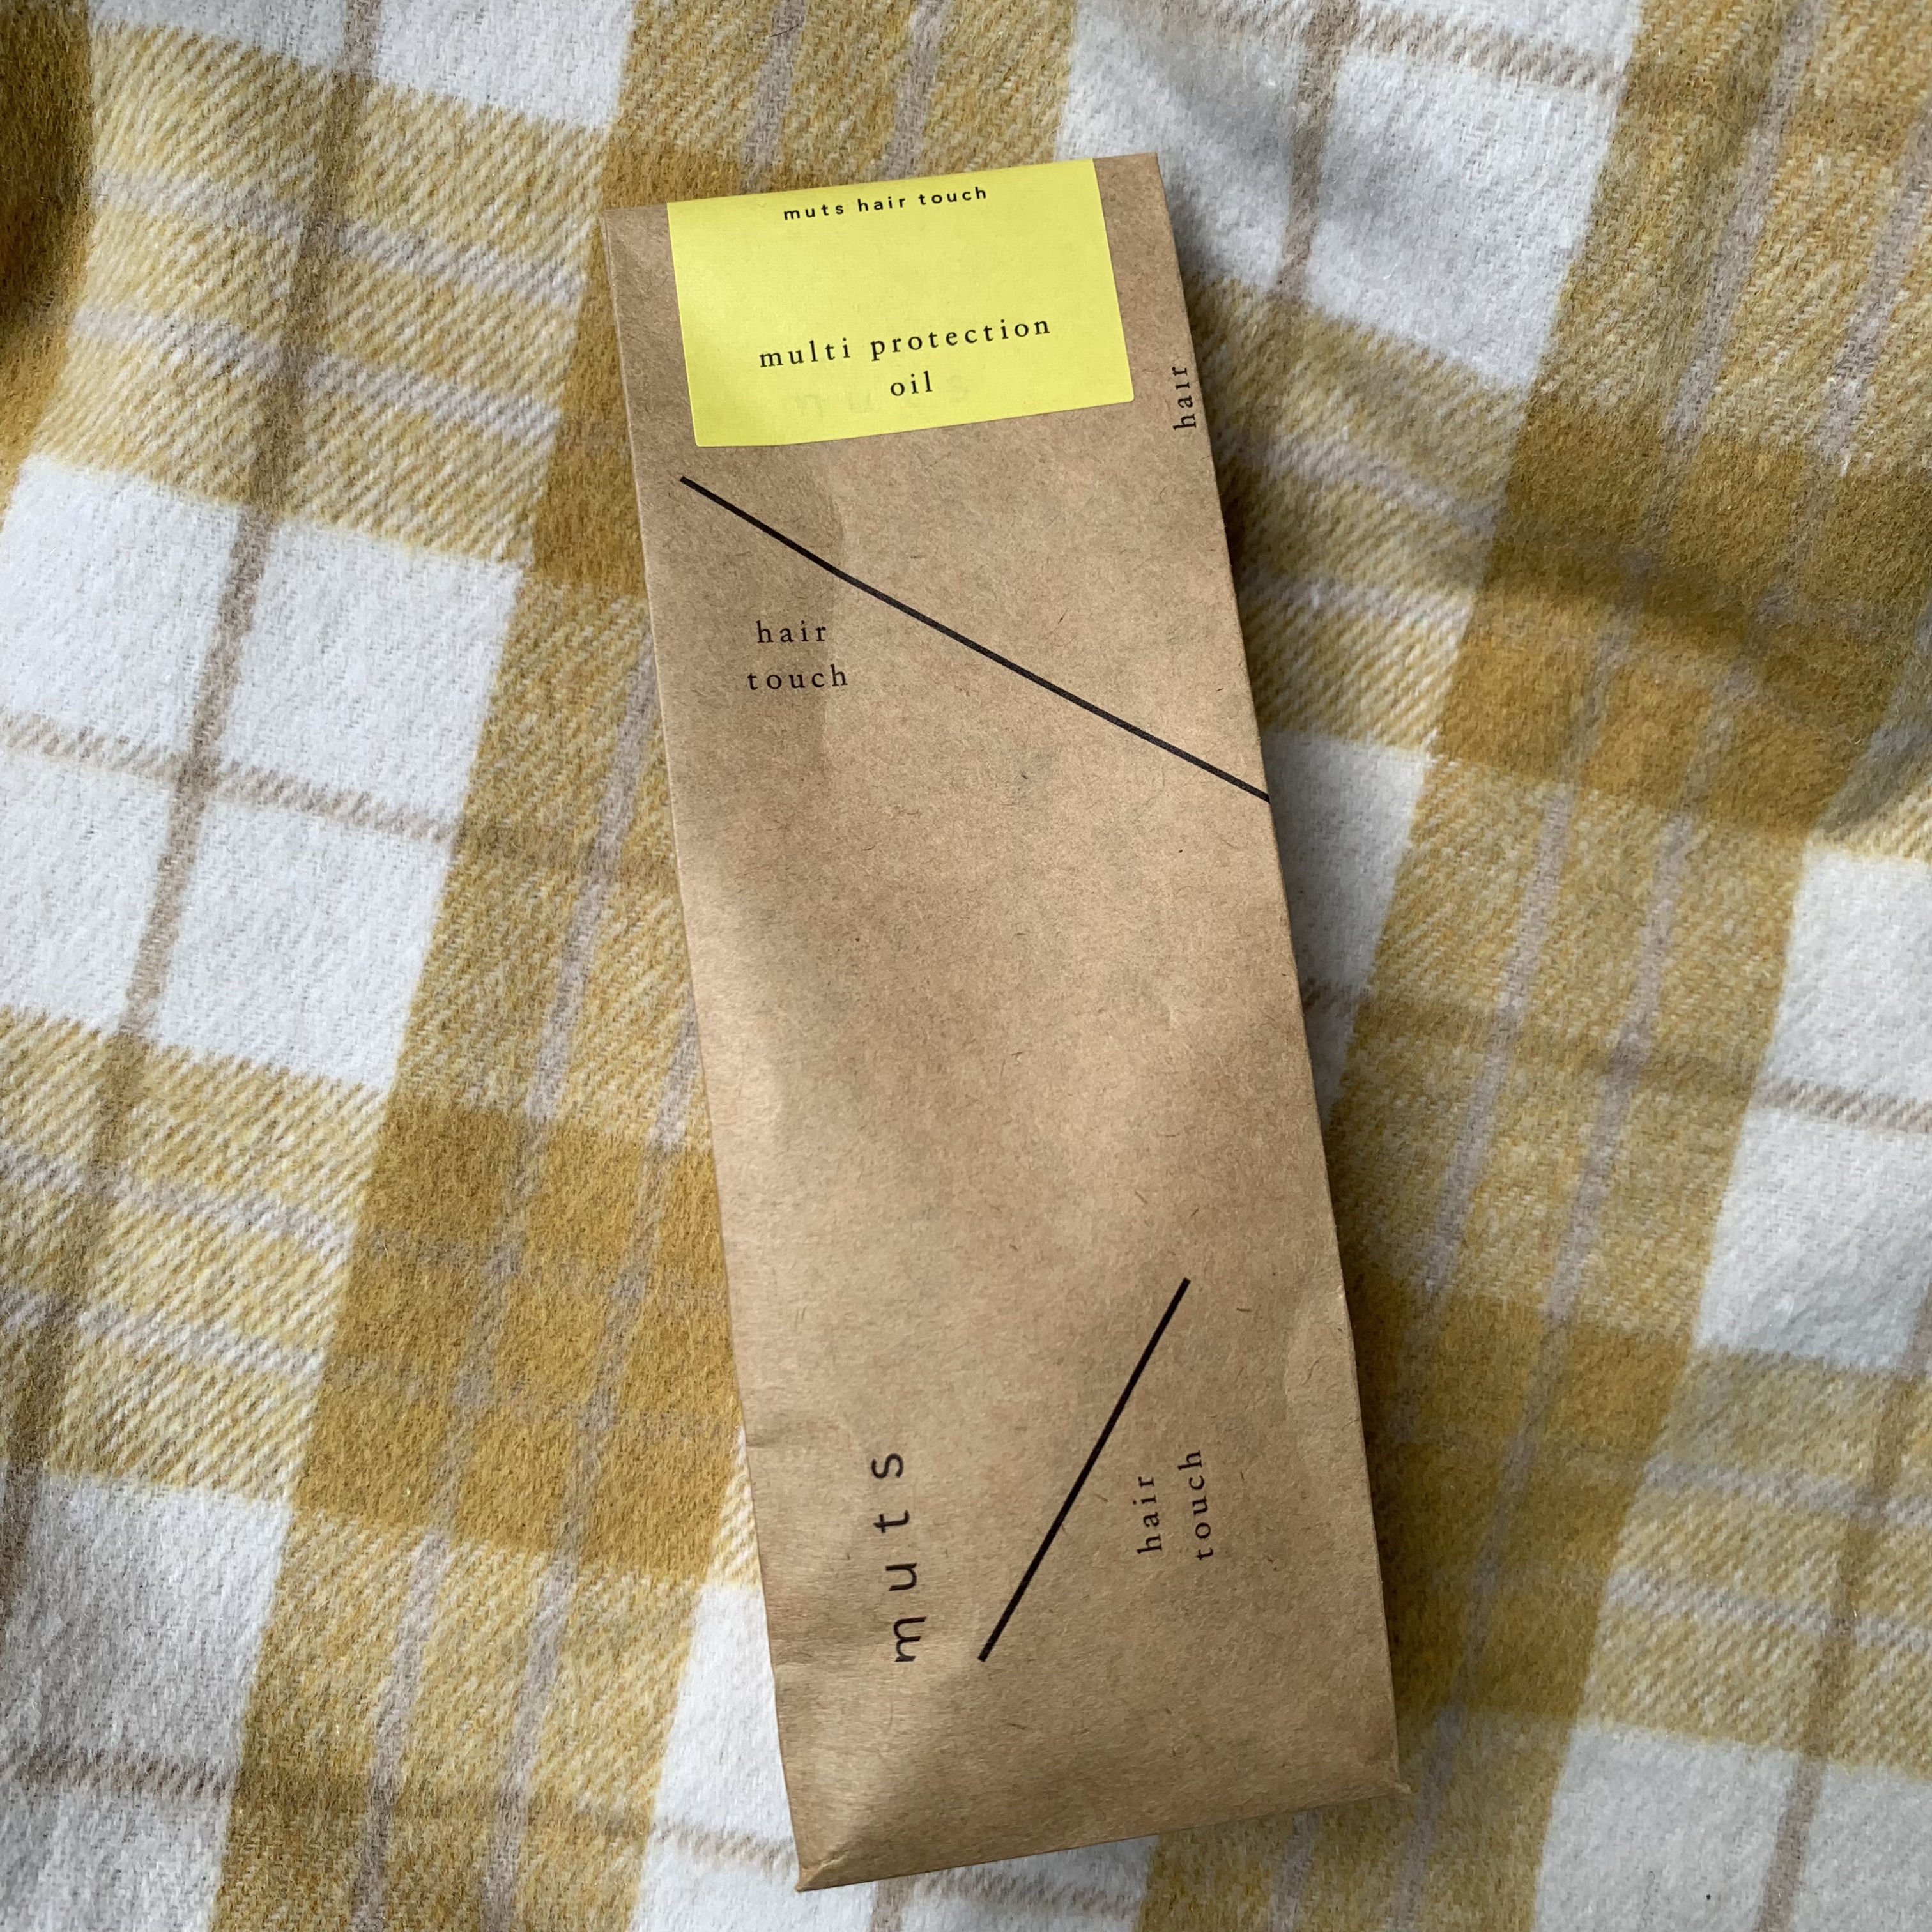 muts hair touch
multi protection
oil
hair
hair
touch
muts
hair
touch